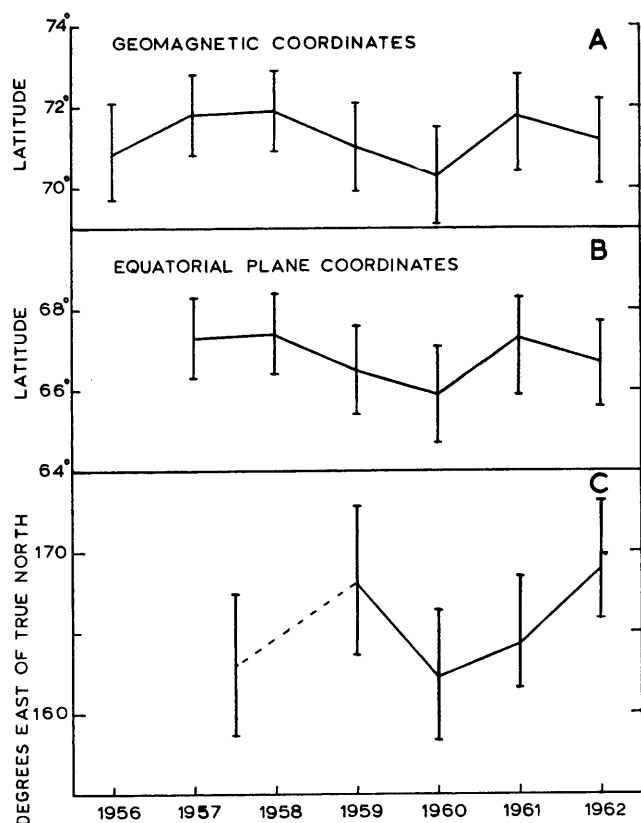 74°
GEOMAGNETIC COORDINATES
A
LATITUDE
72°
70°
B
EQUATORIAL PLANE COORDINATES
68°
LATITUDE
66°
64°
C
DEGREES EAST OF TRUE NORTH
170
160
1956 1957 1958 1959 1960 1961 1962